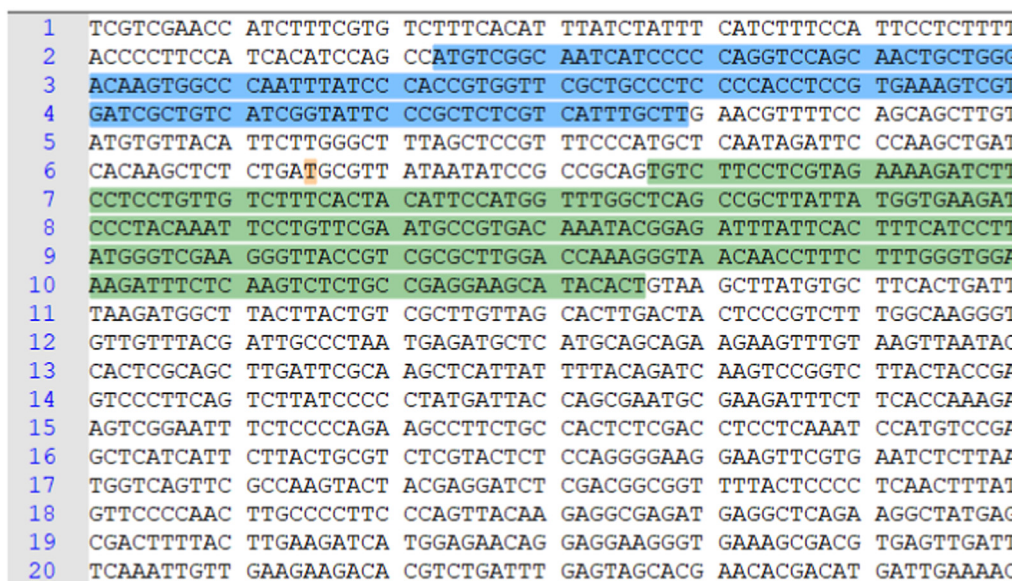 1 TCGTCGAACC ATCTTTCGTG TCTTTCACAT TTATCTATTT CATCTTTCCA TTCCTCTTTT
2 ACCCCTTCCA TCACATCCAG CCATGTCGGC AATCATCCCC CAGGTCCAGC AACTGCTGGG
3 ACAAGTGGCC CAATTTATCC CACCGTGGTT CGCTGCCCTC CCCACCTCCG TGAAAGTCGT
4 GATCGCTGTC ATCGGTATTC CCGCTCTCGT CATTTGCTTG AACGTTTTCC AGCAGCTTGT
5 ATGTGTTACA TTCTTGGGCT TTAGCTCCGT TTCCCATGCT CAATAGATTC CCAAGCTGAT
6 CACAAGCTCT CTGATGCGTT ATAATATCCG CCGCAGTGTC TTCCTCGTAG AAAAGATCTT
7 CCTCCTGTTG TCTTTCACTA CATTCCATGG TTTGGCTCAG CCGCTTATTA TGGTGAAGAT
8 CCCTACAAAT TCCTGTTCGA ATGCCGTGAC AAATACGGAG ATTTATTCAC TTTCATCCTT
9 ATGGGTCGAA GGGTTACCGT CGCGCTTGGA CCAAAGGGTA ACAACCTTTC TTTGGGTGGA
10 AAGATTTCTC AAGTCTCTGC CGAGGAAGCA TACACTGTAA GCTTATGTGC TTCACTGATT
11 TAAGATGGCT TACTTACTGT CGCTTGTTAG CACTTGACTA CTCCCGTCTT TGGCAAGGGT
12 GTTGTTTACG ATTGCCCTAA TGAGATGCTC ATGCAGCAGA AGAAGTTTGT AAGTTAATAC
13 CACTCGCAGC TTGATTCGCA AGCTCATTAT TTTACAGATC AAGTCCGGTC TTACTACCGA
14 GTCCCTTCAG TCTTATCCCC CTATGATTAC CAGCGAATGC GAAGATTTCT TCACCAAAGA
15 AGTCGGAATT TCTCCCCAGA AGCCTTCTGC CACTCTCGAC CTCCTCAAAT CCATGTCCGA
16 GCTCATCATT CTTACTGCGT CTCGTACTCT CCAGGGGAAG GAAGTTCGTG AATCTCTTAA
17 TGGTCAGTTC GCCAAGTACT ACGAGGATCT CGACGGCGGT TTTACTCCCC TCAACTTTAT
18 GTTCCCCAAC TTGCCCCTTC CCAGTTACAA GAGGCGAGAT GAGGCTCAGA AGGCTATGAG
19 CGACTTTTAC TTGAAGATCA TGGAGAACAG GAGGAAGGGT GAAAGCGACG TGAGTTGATT
20 TCAAATTGTT GAAGAAGACA CGTCTGATTT GAGTAGCACG AACACGACAT GATTGAAAAC